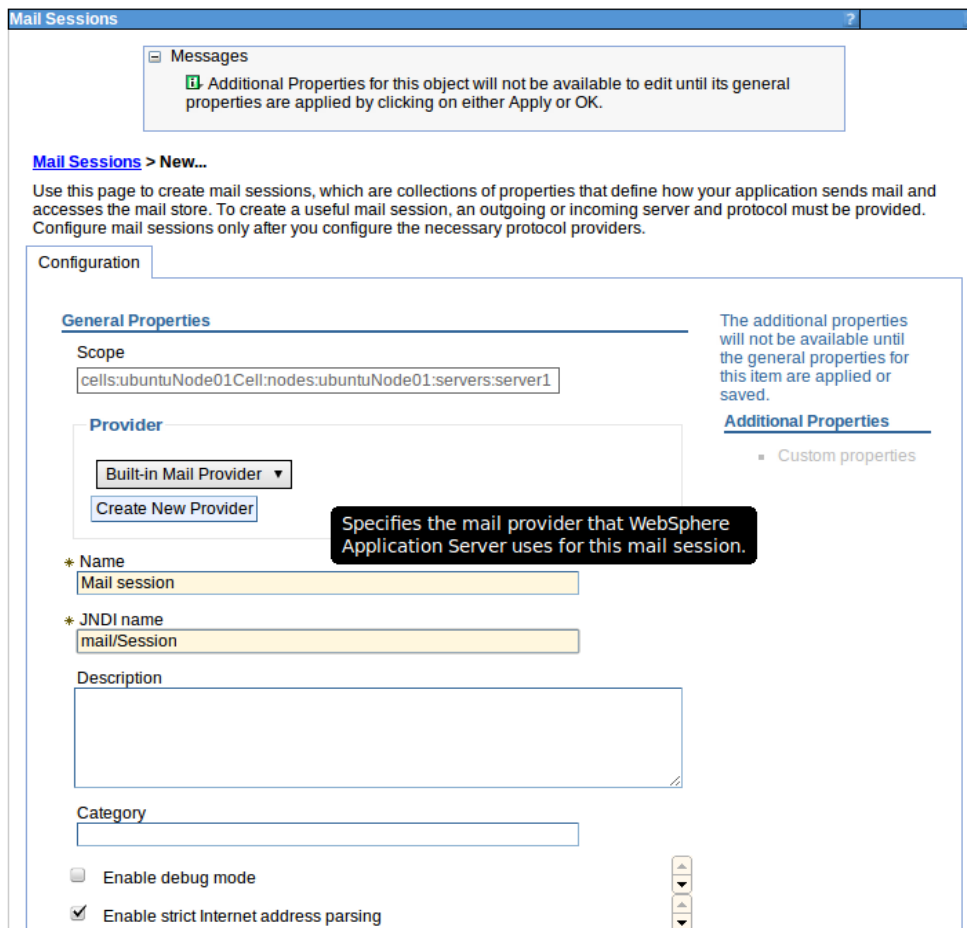 Mail Sessions ?
Messages
Additional Properties for this object will not be available to edit until its general
properties are applied by clicking on either Apply or OK.
Mail Sessions > New...
Use this page to create mail sessions, which are collections of properties that define how your application sends mail and
accesses the mail store. To create a useful mail session, an outgoing or incoming server and protocol must be provided.
Configure mail sessions only after you configure the necessary protocol providers.
Configuration
General Properties
Scope
cells:ubuntuNode01Cell:nodes:ubuntuNode01:servers:server1
Provider
Built-in Mail Provider
Create New Provider
Specifies the mail provider that WebSphere
Application Server uses for this mail session.
* Name
Mail session
* JNDI name
mail/Session
Description
Category
Enable debug mode
Enable strict Internet address parsing
The additional properties
will not be available until
the general properties for
this item are applied or
saved.
Additional Properties
Custom properties